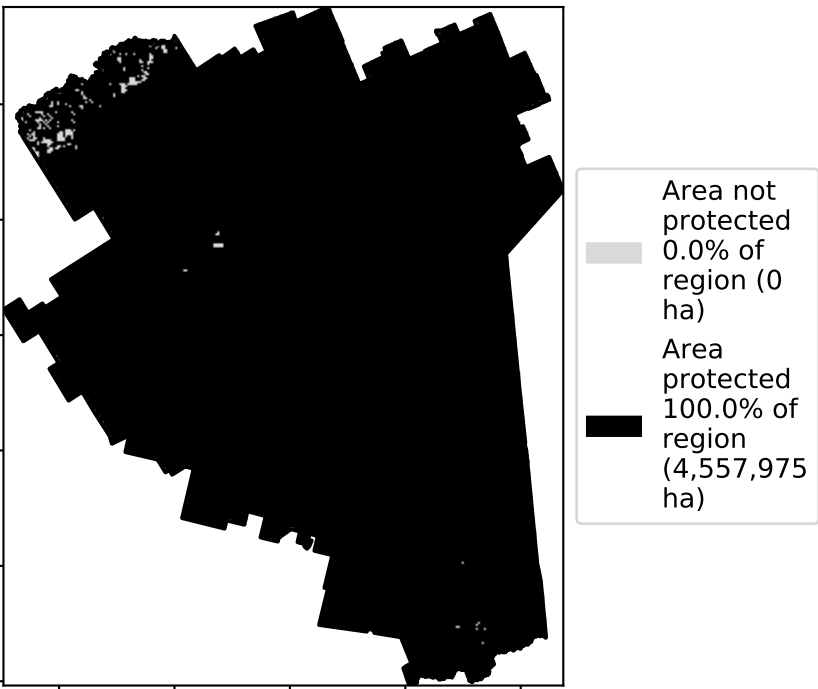 Area not
protected
0.0% of
region (0
ha)
Area
protected
100.0% of
region
(4,557,975
ha)